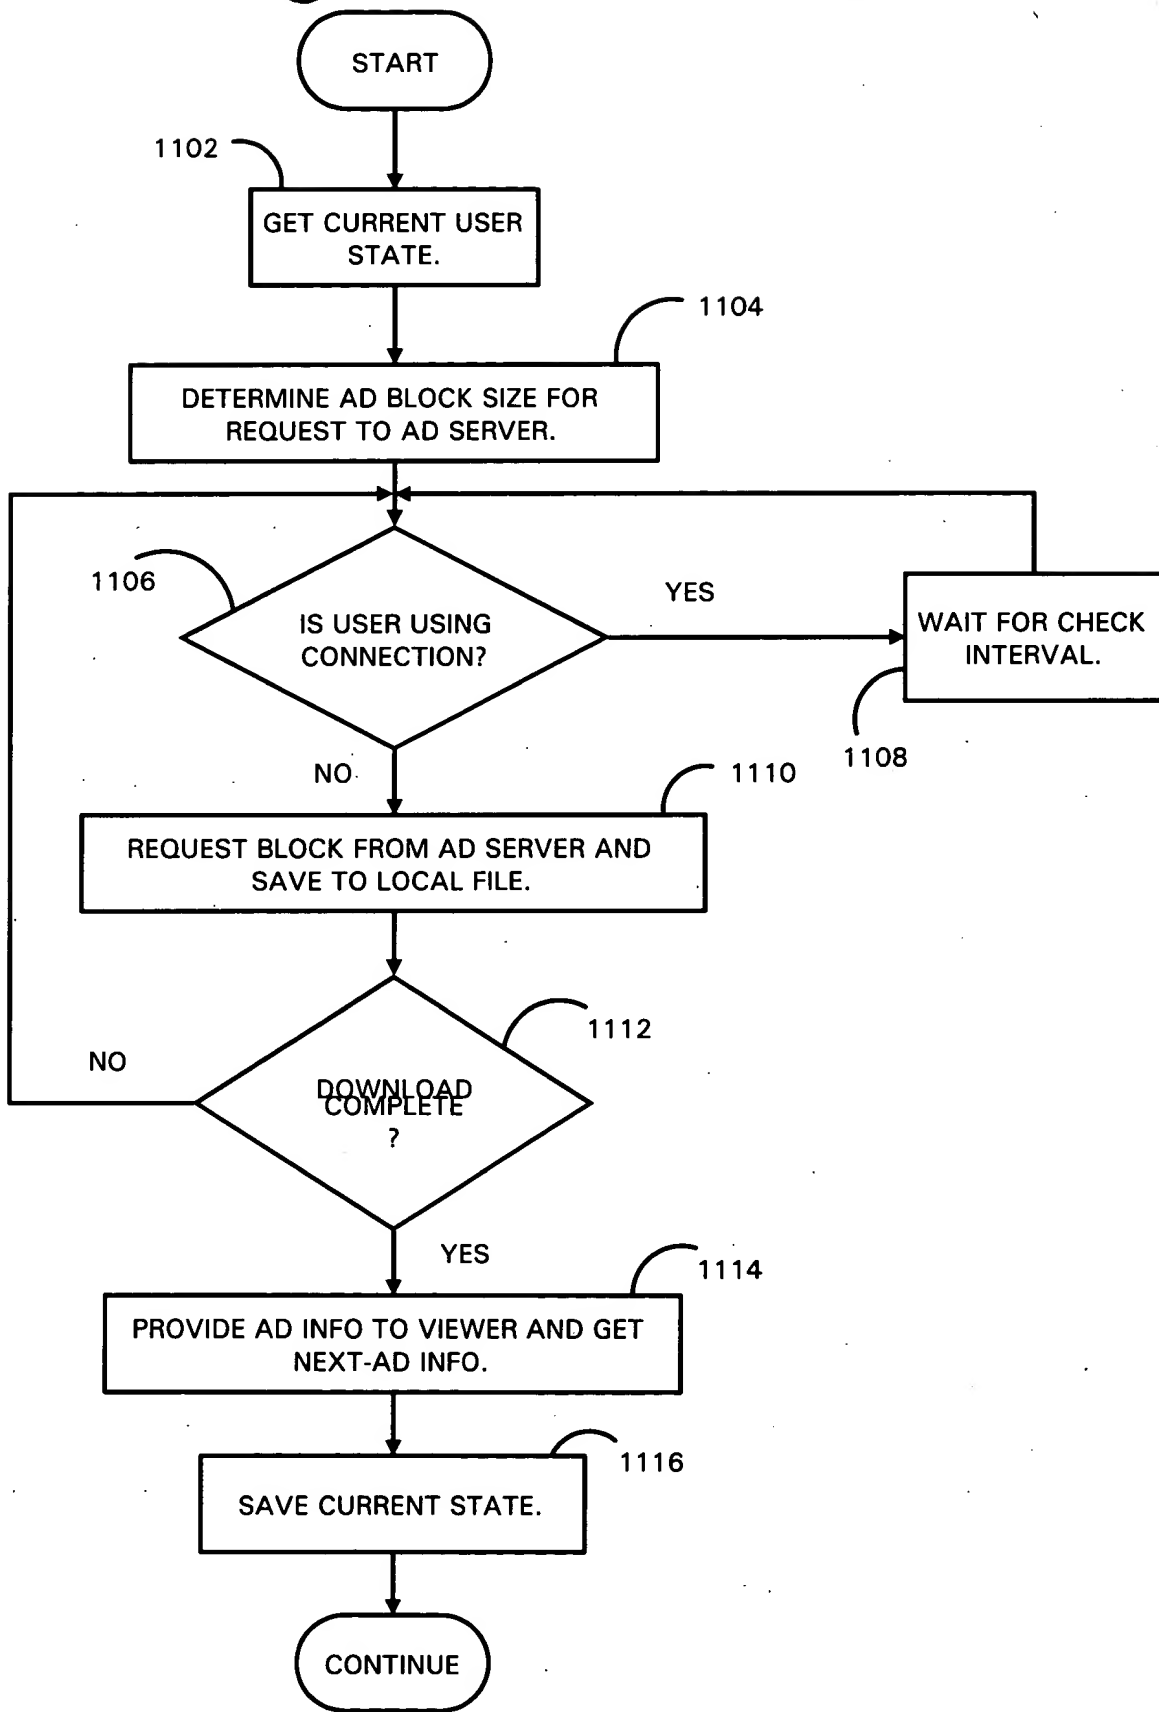 START
1102
GET CURRENT USER
STATE.
1104
DETERMINE AD BLOCK SIZE FOR
REQUEST TO AD SERVER.
1106
IS USER USING
CONNECTION?
YES
WAIT FOR CHECK
INTERVAL.
1108
NO
1110
REQUEST BLOCK FROM AD SERVER AND
SAVE TO LOCAL FILE.
1112
NO
DOWNLOAD
COMPLETE
?
YES
1114
PROVIDE AD INFO TO VIEWER AND GET
NEXT-AD INFO.
1116
SAVE CURRENT STATE.
CONTINUE